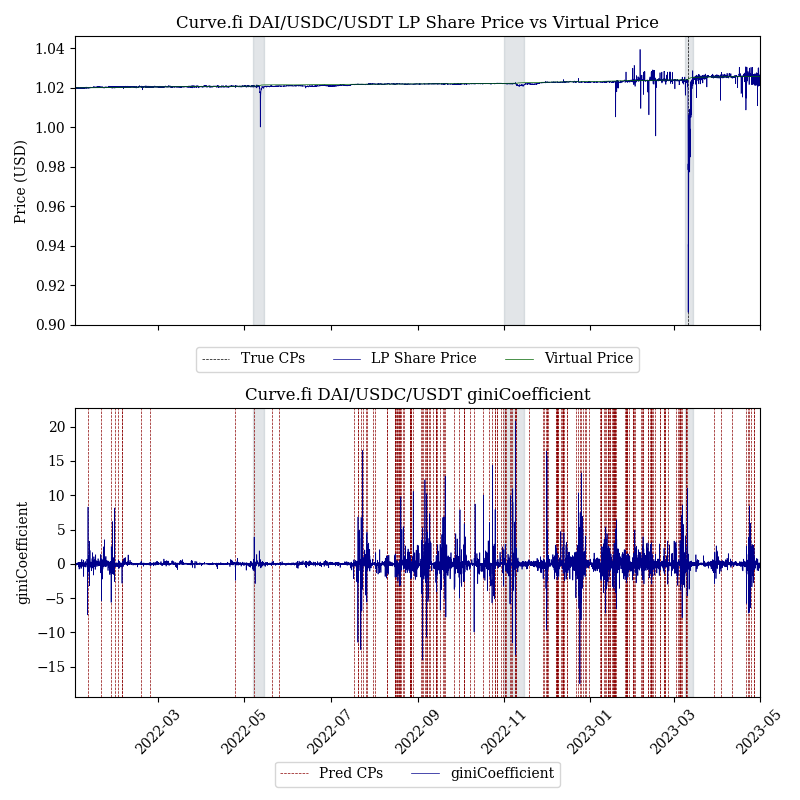 Curve.fi DAI/USDC/USDT LP Share Price vs Virtual Price
1.04
1.02
1.00
0.98
0.96
0.94
0.92
0.90
Price (USD)
True CPs LP Share Price Virtual Price
Curve.fi DAI/USDC/USDT giniCoefficient
20
15
10
5
0
−5
−10
−15
giniCoefficient
2022-03 2022-05 2022-07 2022-09 2022-11 2023-01 2023-03 2023-05
Pred CPs giniCoefficient